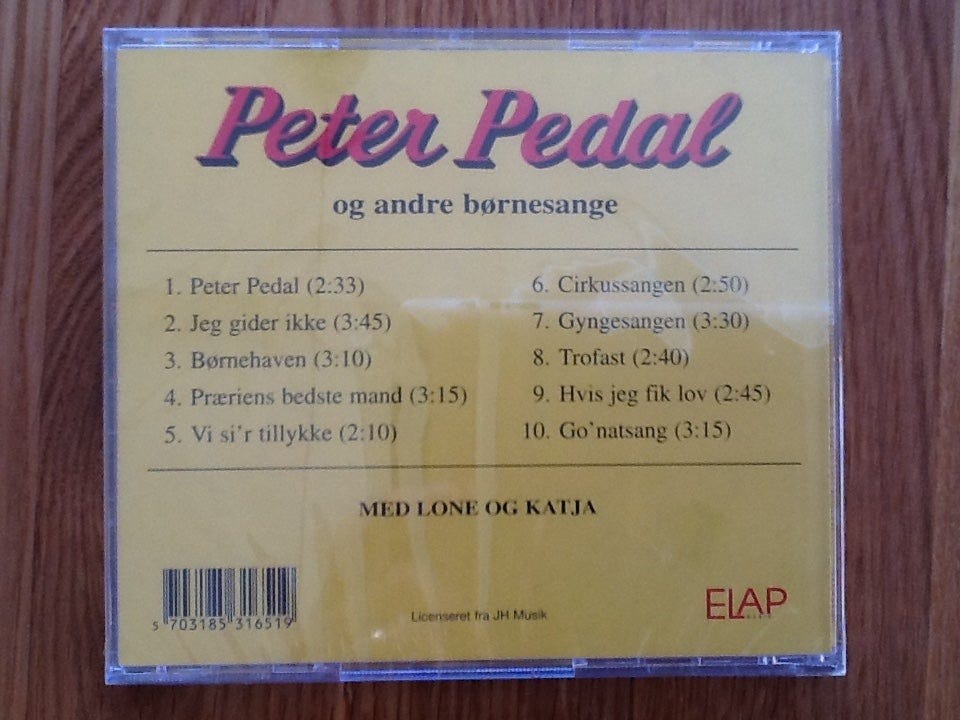 Peter Pedal
og andre børnesange
1. Peter Pedal (2:33)
2. Jeg gider ikke (3:45)
3. Børnehaven (3:10)
4. Præriens bedste mand (3:15)
5. Vi si'r tillykke (2:10)
6. Cirkussangen (2:50)
7. Gyngesangen (3:30)
8. Trofast (2:40)
9. Hvis jeg fik lov (2:45)
10. Go'natsang (3:15)
MED LONE OG KATJA
5 703185 316519
Licenseret fra JH Musik
ELAP